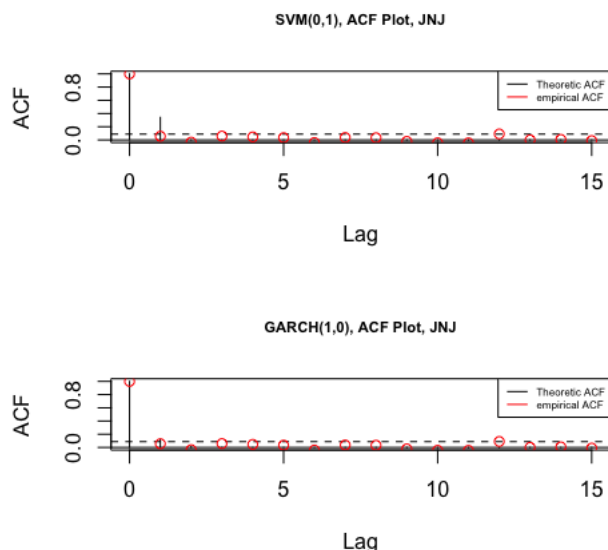 SVM(0,1), ACF Plot, JNJ
ACF
0.0 0.8
Theoretic ACF
empirical ACF
0 5 10 15
Lag
GARCH(1,0), ACF Plot, JNJ
ACF
0.0 0.8
Theoretic ACF
empirical ACF
0 5 10 15
Lag